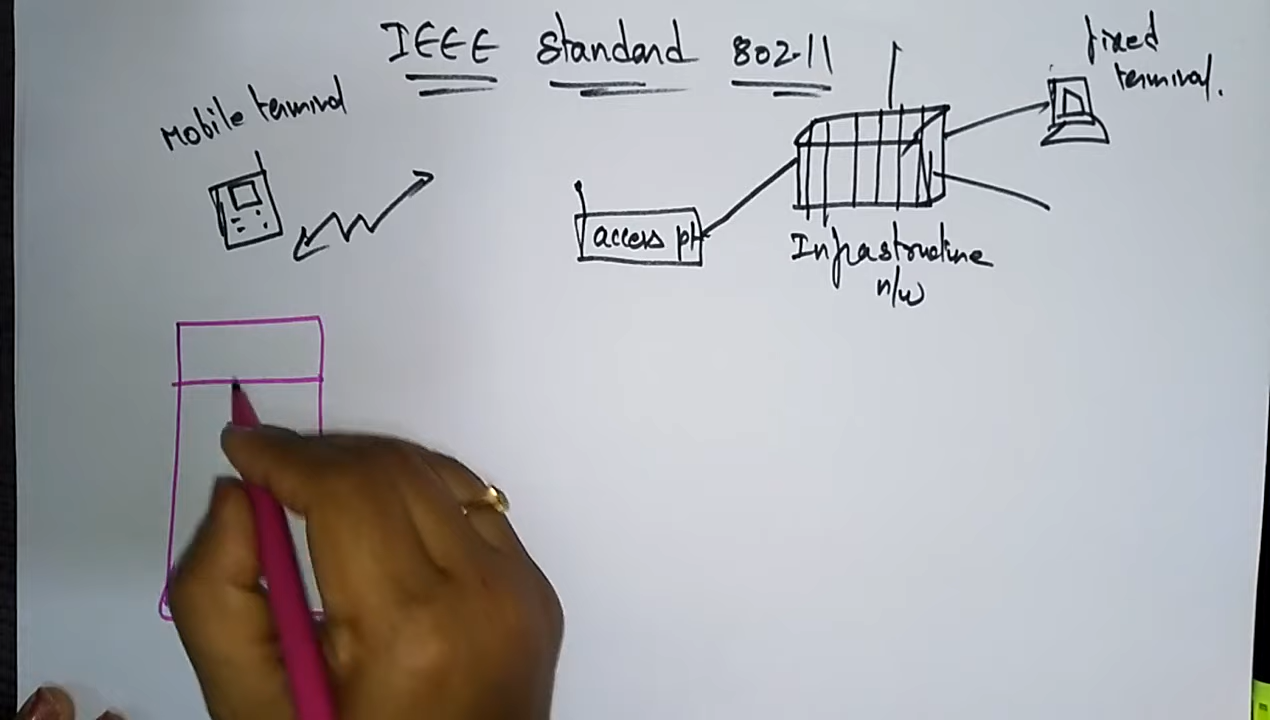 IEEE standard 802.11
fixed
terminal.
Mobile terminal
access pt
Infrastructure
n/w